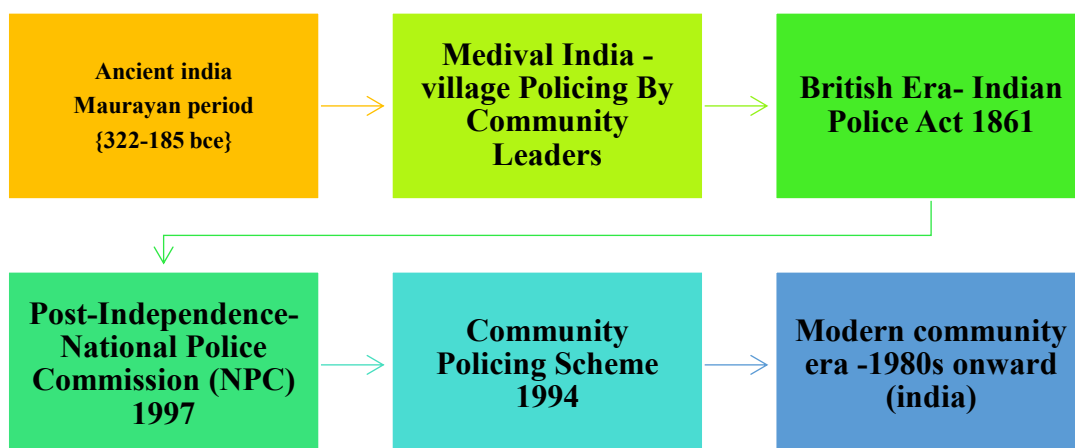 Ancient india
Maurayan period
{322-185 bce}
Medival India -
village Policing By
Community
Leaders
British Era- Indian
Police Act 1861
Post-Independence-
National Police
Commission (NPC)
1997
Community
Policing Scheme
1994
Modern community
era -1980s onward
(india)